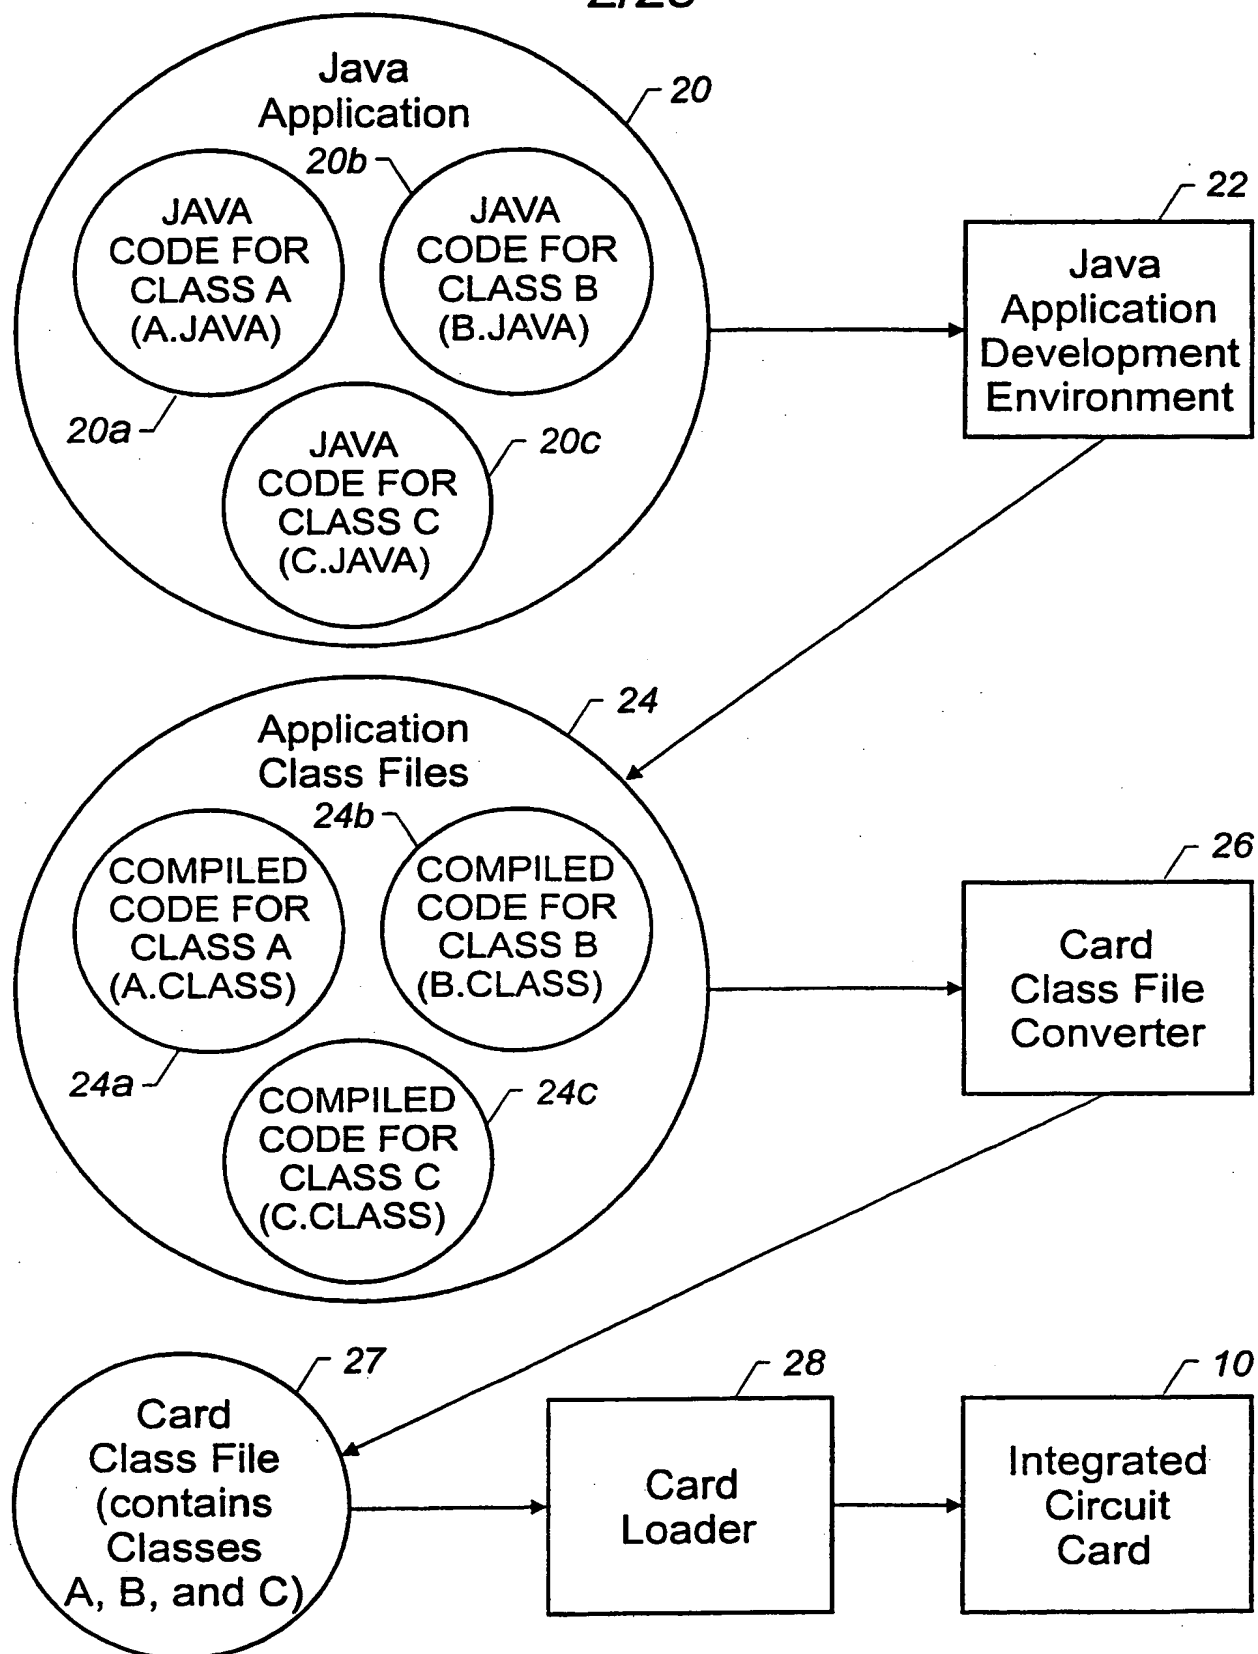 Java
Application
20
20b
JAVA
CODE FOR
CLASS A
(A.JAVA)
JAVA
CODE FOR
CLASS B
(B.JAVA)
20a
JAVA
CODE FOR
CLASS C
(C.JAVA)
20c
22
Java
Application
Development
Environment
24
Application
Class Files
24b
COMPILED
CODE FOR
CLASS A
(A.CLASS)
COMPILED
CODE FOR
CLASS B
(B.CLASS)
24a
COMPILED
CODE FOR
CLASS C
(C.CLASS)
24c
26
Card
Class File
Converter
27
Card
Class File
(contains
Classes
A, B, and C)
28
Card
Loader
10
Integrated
Circuit
Card